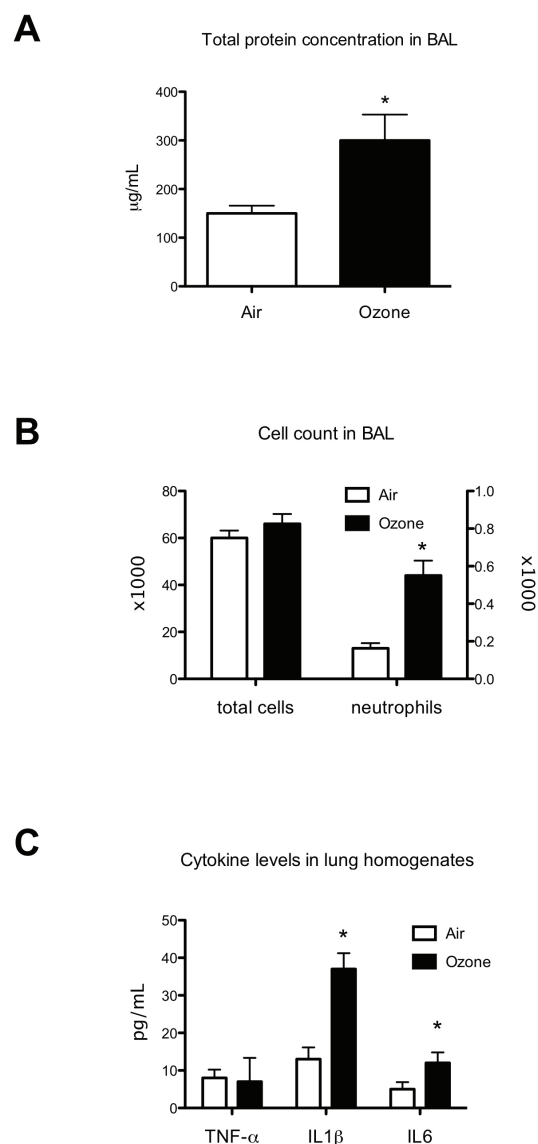 A
Total protein concentration in BAL
400
300
200
100
0
μg/mL
*
Air
Ozone
B
Cell count in BAL
80
60
40
20
0
x1000
Air
Ozone
*
1.0
0.8
0.6
0.4
0.2
0.0
x1000
total cells
neutrophils
C
Cytokine levels in lung homogenates
50
40
30
20
10
0
pg/mL
*
*
Air
Ozone
TNF-α
IL1β
IL6